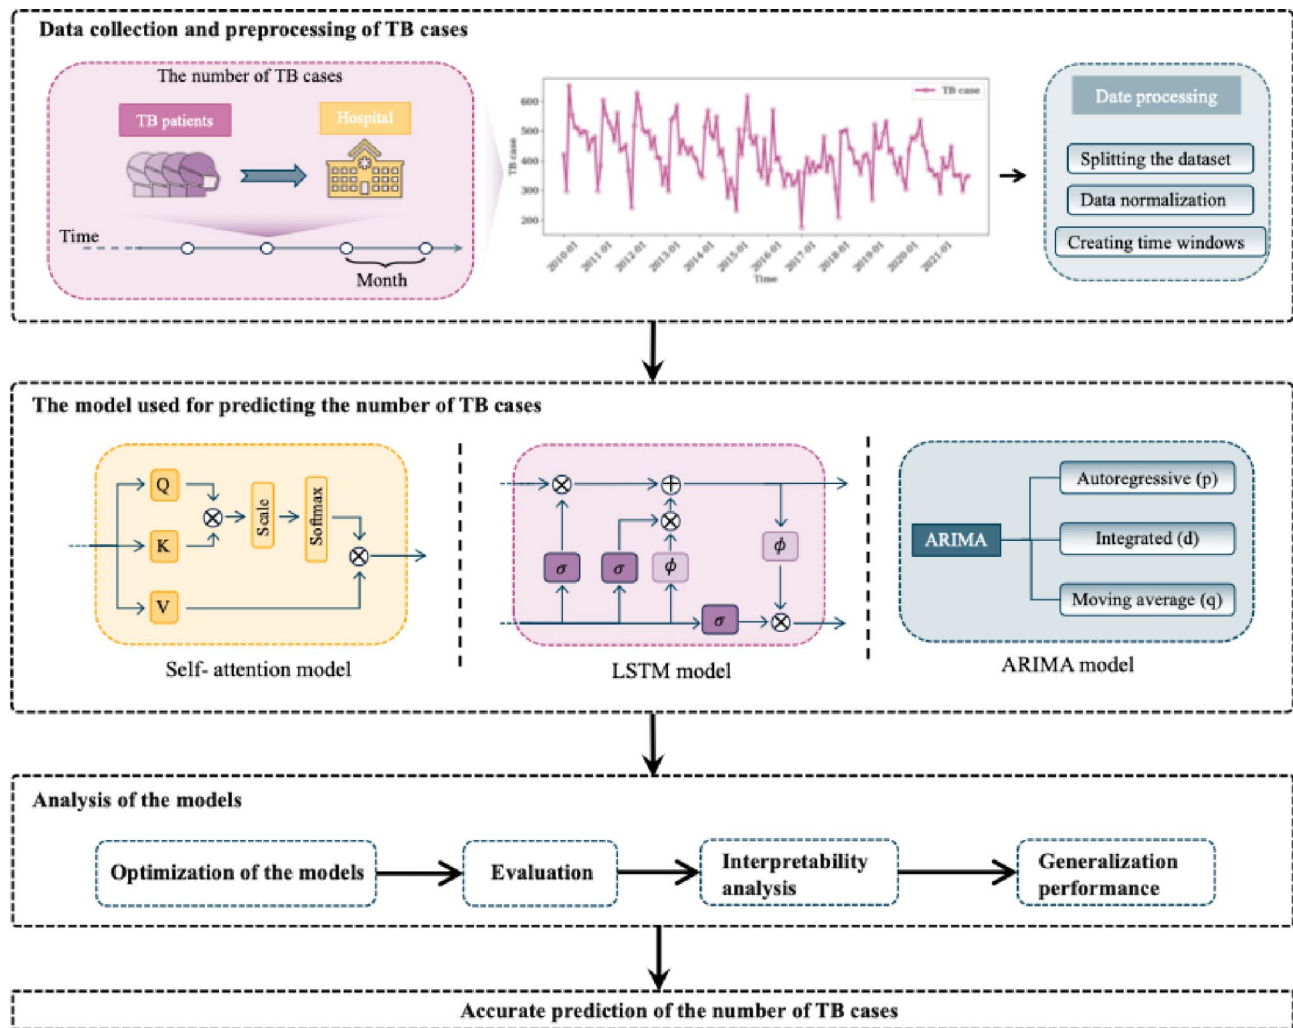 Data collection and preprocessing of TB cases
The number of TB cases
TB patients
Hospital
Time
Month
TB case
600
500
400
300
200
TB case
2010-01
2011-01
2012-01
2013-01
2014-01
2015-01
2016-01
2017-01
2018-01
2019-01
2020-01
2021-01
Time
Date processing
Splitting the dataset
Data normalization
Creating time windows
The model used for predicting the number of TB cases
Q
K
V
Scale
Softmax
Self- attention model
σ
σ
ϕ
σ
ϕ
LSTM model
ARIMA
Autoregressive (p)
Integrated (d)
Moving average (q)
ARIMA model
Analysis of the models
Optimization of the models
Evaluation
Interpretability
analysis
Generalization
performance
Accurate prediction of the number of TB cases